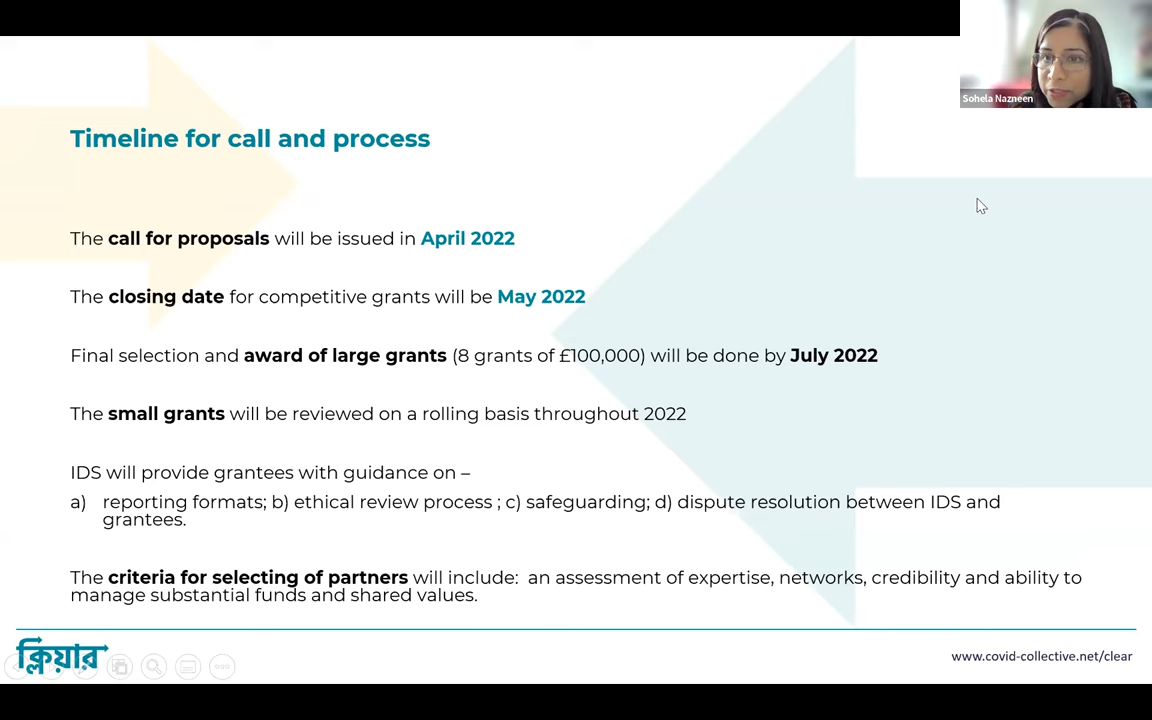 Sohela Nazneen
Timeline for call and process
The call for proposals will be issued in April 2022
The closing date for competitive grants will be May 2022
Final selection and award of large grants (8 grants of £100,000) will be done by July 2022
The small grants will be reviewed on a rolling basis throughout 2022
IDS will provide grantees with guidance on –
a) reporting formats; b) ethical review process ; c) safeguarding; d) dispute resolution between IDS and
grantees.
The criteria for selecting of partners will include: an assessment of expertise, networks, credibility and ability to
manage substantial funds and shared values.
ক্লিয়ার
www.covid-collective.net/clear